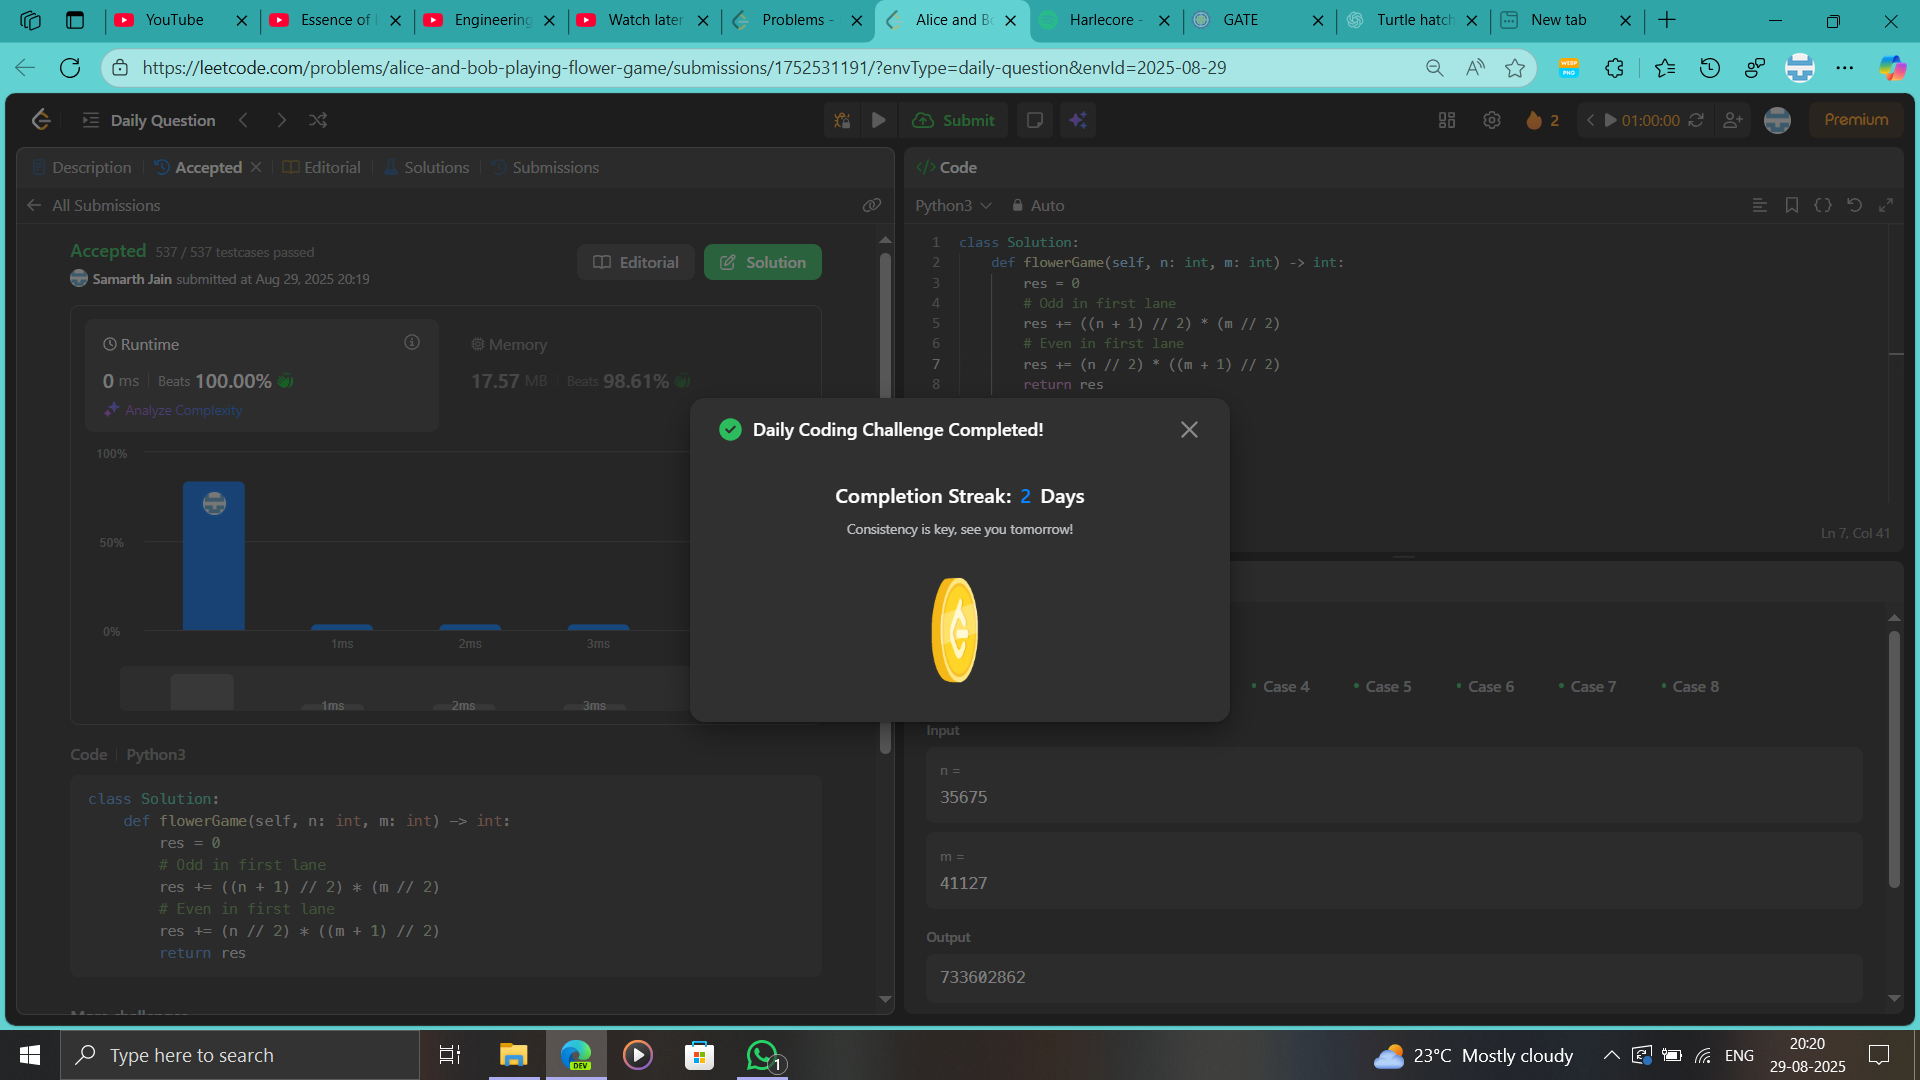 YouTube
Essence of
Engineering
Watch later
Problems -
Alice and Bo
Harlecore -
GATE
Turtle hatch
New tab
https://leetcode.com/problems/alice-and-bob-playing-flower-game/submissions/1752531191/?envType=daily-question&envId=2025-08-29
WEBP
PNG
Daily Question
Submit
2
01:00:00
Premium
Description
Accepted
Editorial
Solutions
Submissions
All Submissions
Accepted 537 / 537 testcases passed
Samarth Jain submitted at Aug 29, 2025 20:19
Editorial
Solution
Runtime
0 ms Beats 100.00%
Analyze Complexity
Memory
17.57 MB Beats 98.61%
100%
50%
0%
1ms
2ms
3ms
1ms
2ms
3ms
Code Python3
class Solution:
def flowerGame(self, n: int, m: int) -> int:
res = 0
# Odd in first lane
res += ((n + 1) // 2) * (m // 2)
# Even in first lane
res += (n // 2) * ((m + 1) // 2)
return res
More challenges
</> Code
Python3
Auto
1 class Solution:
2 def flowerGame(self, n: int, m: int) -> int:
3 res = 0
4 # Odd in first lane
5 res += ((n + 1) // 2) * (m // 2)
6 # Even in first lane
7 res += (n // 2) * ((m + 1) // 2)
8 return res
Ln 7, Col 41
Daily Coding Challenge Completed!
Completion Streak: 2 Days
Consistency is key, see you tomorrow!
Case 4
Case 5
Case 6
Case 7
Case 8
Input
n =
35675
m =
41127
Output
733602862
Type here to search
DEV
1
23°C Mostly cloudy
ENG
20:20
29-08-2025